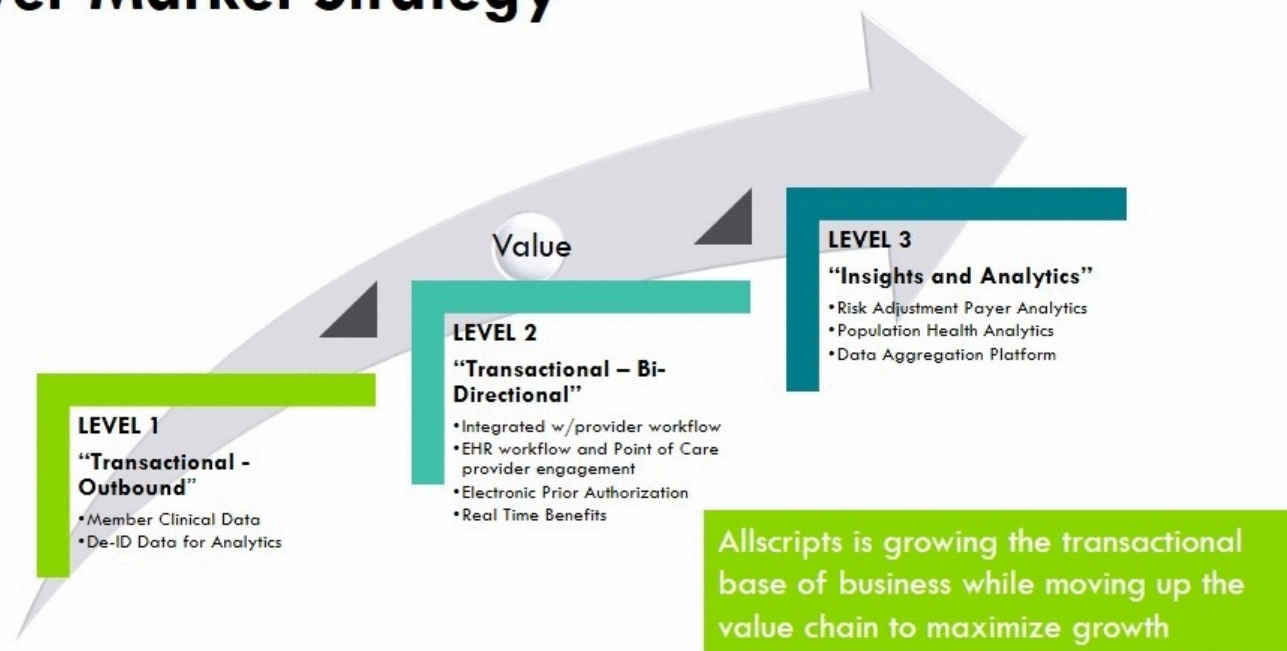 Market Strategy
Value
LEVEL 1
“Transactional -
Outbound”
•Member Clinical Data
•De-ID Data for Analytics
LEVEL 2
“Transactional – Bi-
Directional”
•Integrated w/provider workflow
•EHR workflow and Point of Care
provider engagement
•Electronic Prior Authorization
•Real Time Benefits
LEVEL 3
“Insights and Analytics”
•Risk Adjustment Payer Analytics
•Population Health Analytics
•Data Aggregation Platform
Allscripts is growing the transactional
base of business while moving up the
value chain to maximize growth